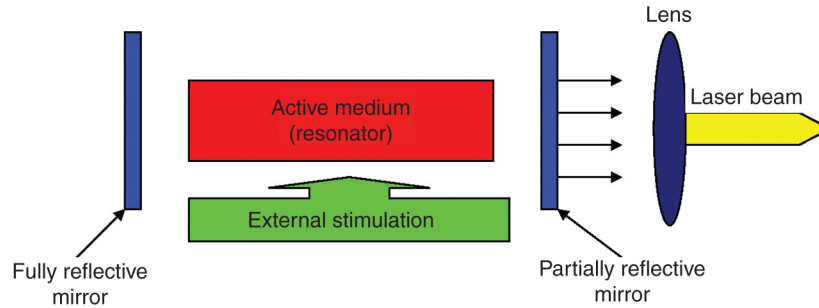 Lens
Active medium
(resonator)
Laser beam
External stimulation
Fully reflective
mirror
Partially reflective
mirror